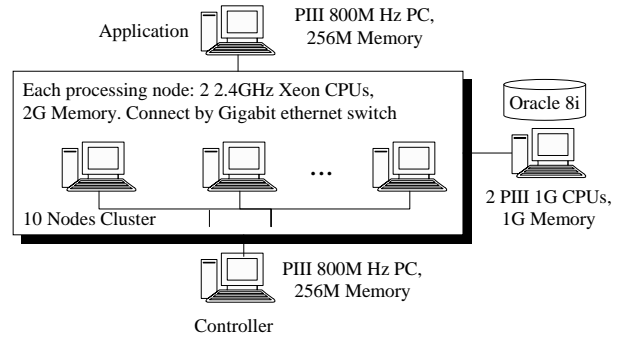 Application
PIII 800M Hz PC,
256M Memory
Each processing node: 2 2.4GHz Xeon CPUs,
2G Memory. Connect by Gigabit ethernet switch
...
10 Nodes Cluster
Oracle 8i
2 PIII 1G CPUs,
1G Memory
PIII 800M Hz PC,
256M Memory
Controller